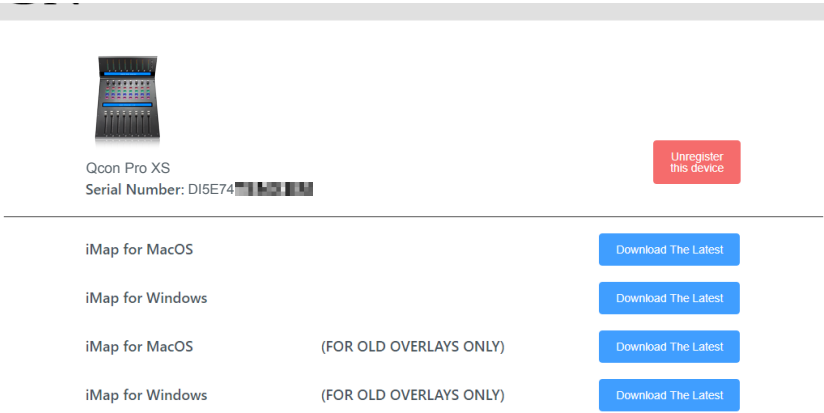 Qcon Pro XS
Unregister
this device
Serial Number: DI5E74
iMap for MacOS Download The Latest
iMap for Windows Download The Latest
iMap for MacOS (FOR OLD OVERLAYS ONLY) Download The Latest
iMap for Windows (FOR OLD OVERLAYS ONLY) Download The Latest